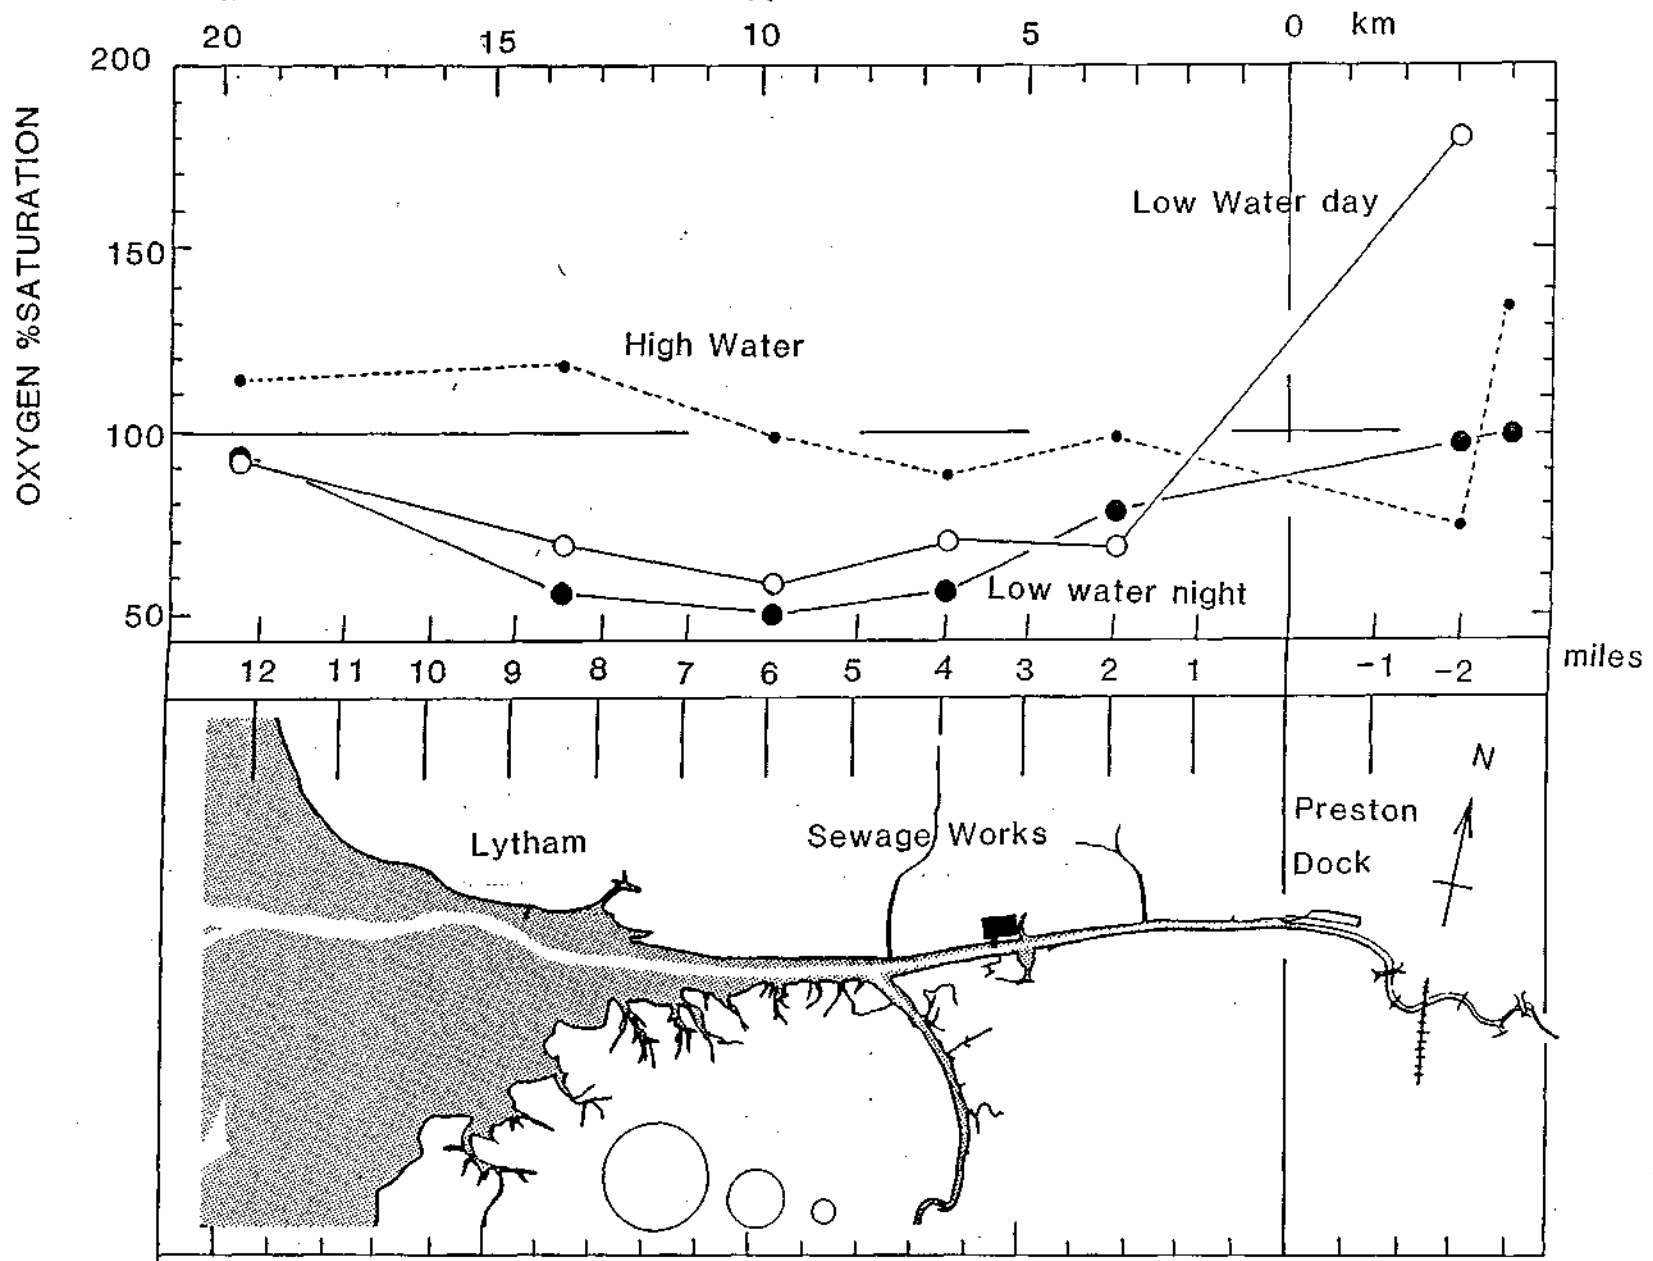 20 15 10 5 0 km
200
150
100
50
OXYGEN %SATURATION
Low Water day
High Water
Low water night
12 11 10 9 8 7 6 5 4 3 2 1 -1 -2 miles
N
Preston
Dock
Lytham
Sewage Works